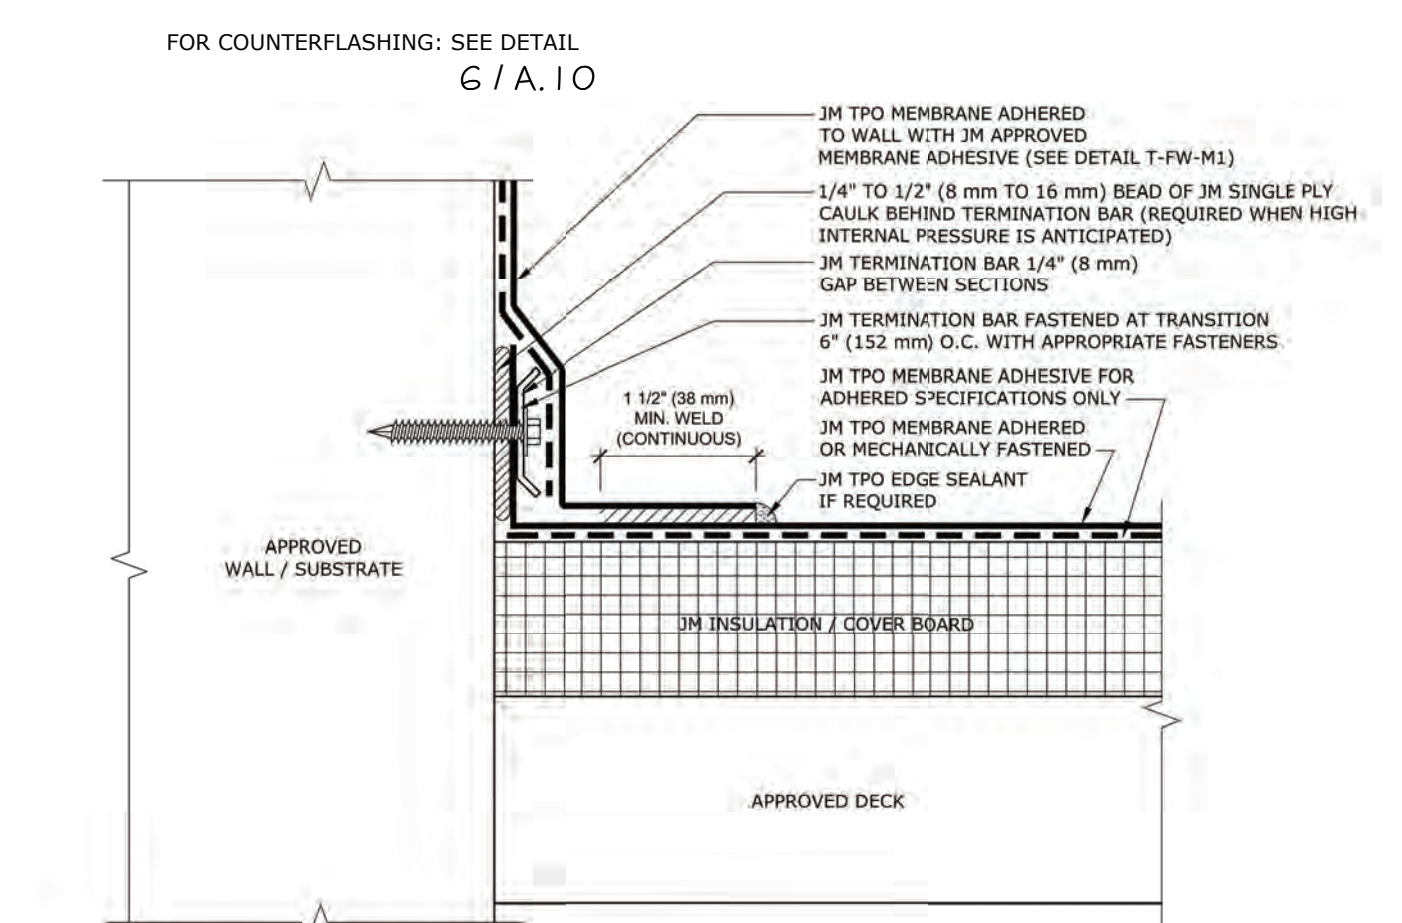 FOR COUNTERFLASHING: SEE DETAIL
6/A.10
JM TPO MEMBRANE ADHERED
TO WALL WITH JM APPROVED
MEMBRANE ADHESIVE (SEE DETAIL T-FW-M1)
1/4" TO 1/2" (8 mm TO 16 mm) BEAD OF JM SINGLE PLY
CAULK BEHIND TERMINATION BAR (REQUIRED WHEN HIGH
INTERNAL PRESSURE IS ANTICIPATED)
JM TERMINATION BAR 1/4" (8 mm)
GAP BETWEEN SECTIONS
JM TERMINATION BAR FASTENED AT TRANSITION
6" (152 mm) O.C. WITH APPROPRIATE FASTENERS
JM TPO MEMBRANE ADHESIVE FOR
ADHERED SPECIFICATIONS ONLY
JM TPO MEMBRANE ADHERED
OR MECHANICALLY FASTENED
JM TPO EDGE SEALANT
IF REQUIRED
1 1/2" (38 mm)
MIN. WELD
(CONTINUOUS)
APPROVED
WALL / SUBSTRATE
JM INSULATION / COVER BOARD
APPROVED DECK